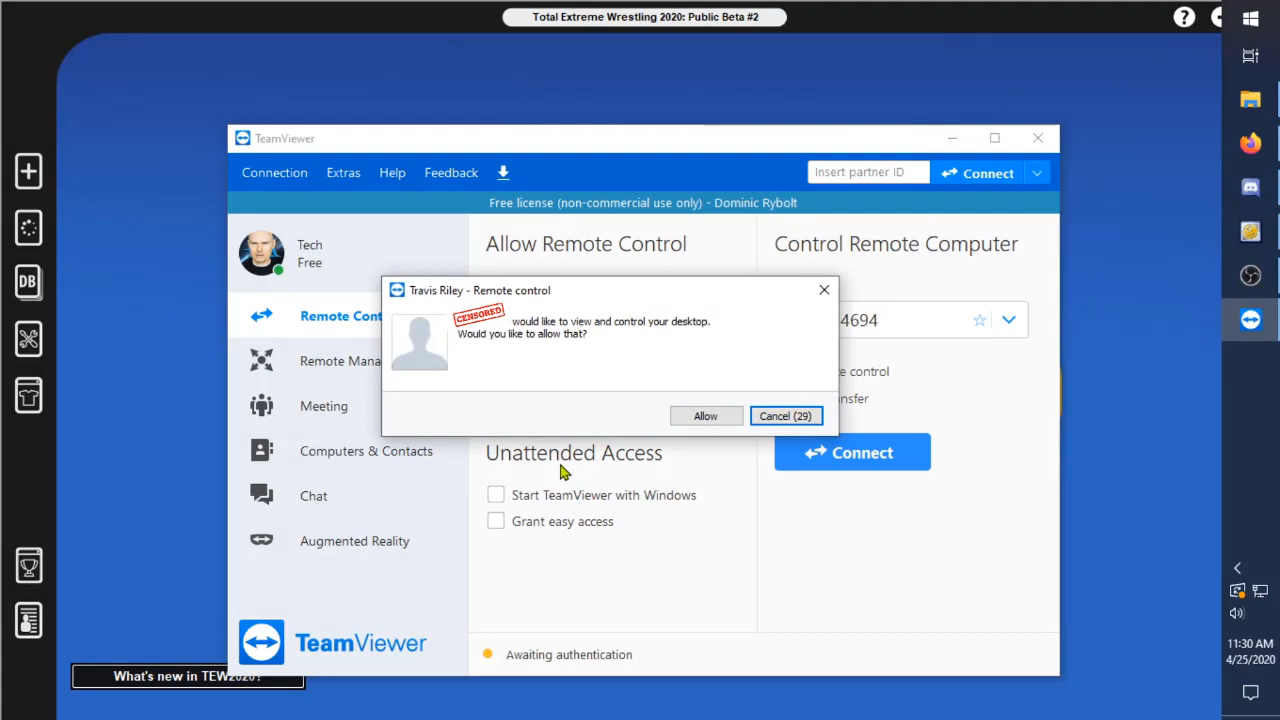 Total Extreme Wrestling 2020: Public Beta #2
?
TeamViewer
Connection Extras Help Feedback
Insert partner ID
Connect
Free license (non-commercial use only) - Dominic Rybolt
Tech
Free
Allow Remote Control
Control Remote Computer
Travis Riley - Remote control
CENSORED would like to view and control your desktop.
Would you like to allow that?
Allow
Cancel (29)
Remote Cont
4694
Remote Mana
e control
Meeting
nsfer
Computers & Contacts
Unattended Access
Connect
Chat
Start TeamViewer with Windows
Grant easy access
Augmented Reality
TeamViewer
Awaiting authentication
DB
What's new in TEW2020?
11:30 AM
4/25/2020